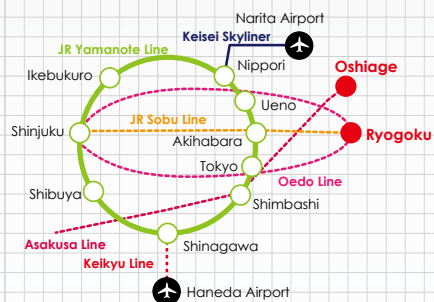 Narita Airport
Keisei Skyliner
JR Yamanote Line
Nippori
Oshiage
Ikebukuro
Ueno
JR Sobu Line
Shinjuku
Akihabara
Ryogoku
Tokyo
Oedo Line
Shibuya
Shimbashi
Asakusa Line
Shinagawa
Keikyu Line
Haneda Airport